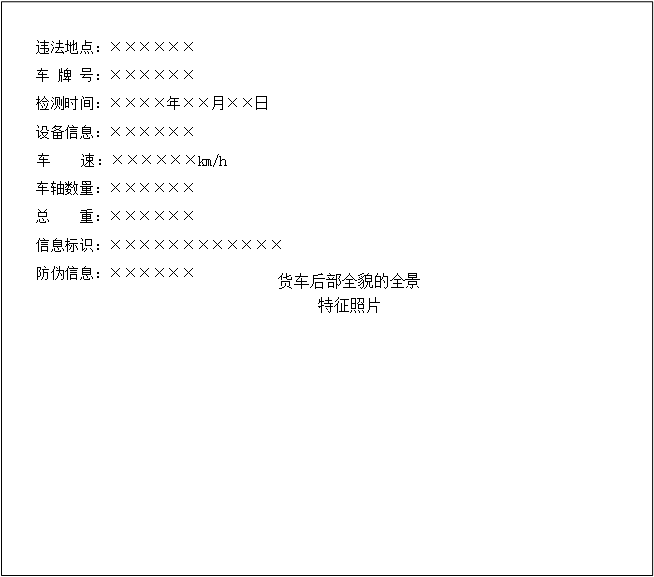 违法地点：××××××
车 牌 号：××××××
检测时间：××××年××月××日
设备信息：××××××
车　　速：××××××km/h
车轴数量：××××××
总　　重：××××××
信息标识：××××××××××××
防伪信息：××××××
货车后部全貌的全景
特征照片